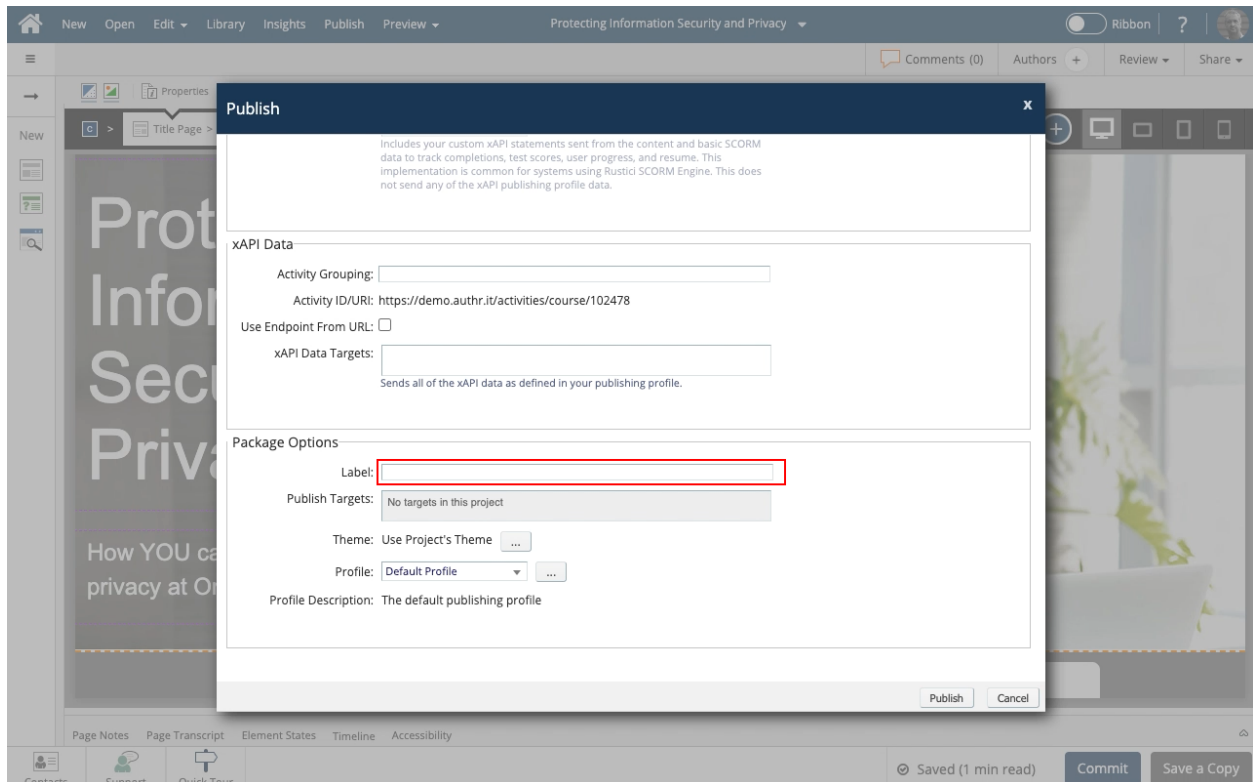 New Open Edit Library Insights Publish Preview Protecting Information Security and Privacy Ribbon ?
Comments (0) Authors + Review Share
Properties
New
C > Title Page >
Publish x
Includes your custom xAPI statements sent from the content and basic SCORM
data to track completions, test scores, user progress, and resume. This
implementation is common for systems using Rustici SCORM Engine. This does
not send any of the xAPI publishing profile data.
xAPI Data
Activity Grouping:
Activity ID/URI: https://demo.authr.it/activities/course/102478
Use Endpoint From URL:
xAPI Data Targets:
Sends all of the xAPI data as defined in your publishing profile.
Package Options
Label:
Publish Targets: No targets in this project
Theme: Use Project's Theme ...
Profile: Default Profile ...
Profile Description: The default publishing profile
Publish Cancel
Prot
Infor
Secu
Priva
How YOU ca
privacy at Or
Page Notes Page Transcript Element States Timeline Accessibility
Contacts Support Quick Tour Saved (1 min read) Commit Save a Copy